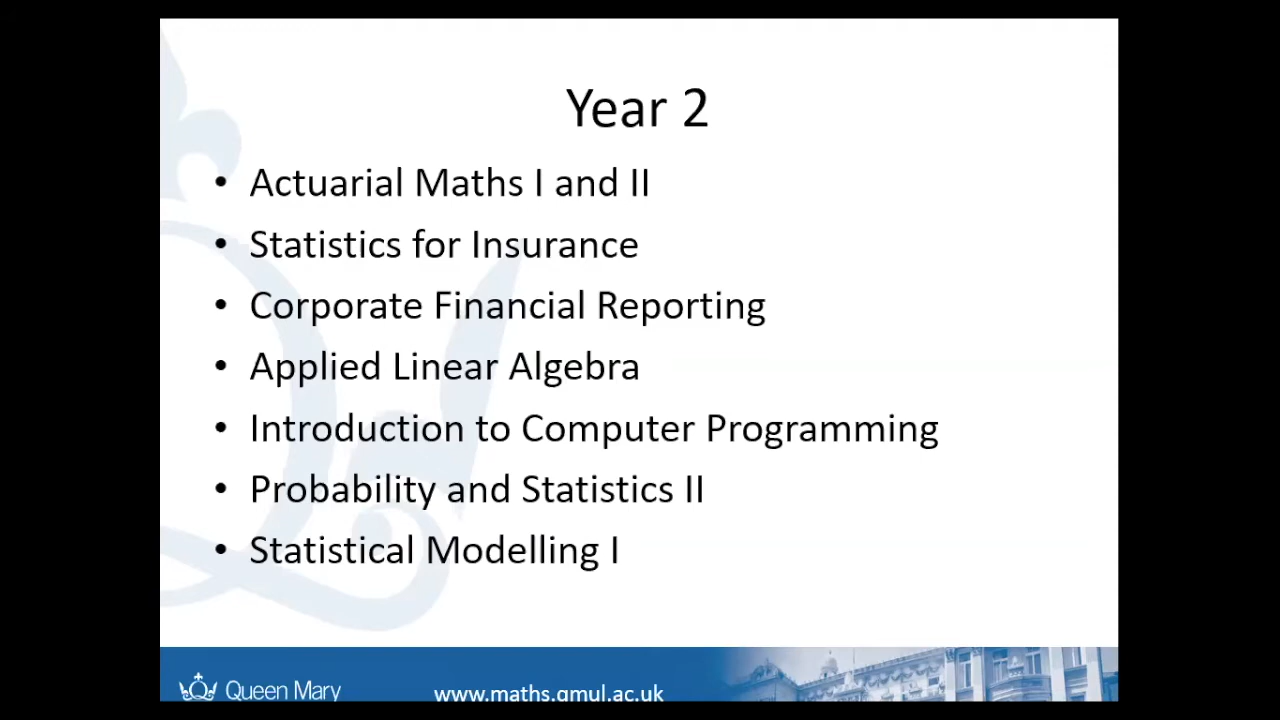 Year 2
• Actuarial Maths I and II
• Statistics for Insurance
• Corporate Financial Reporting
• Applied Linear Algebra
• Introduction to Computer Programming
• Probability and Statistics II
• Statistical Modelling I
Queen Mary
www.maths.qmul.ac.uk